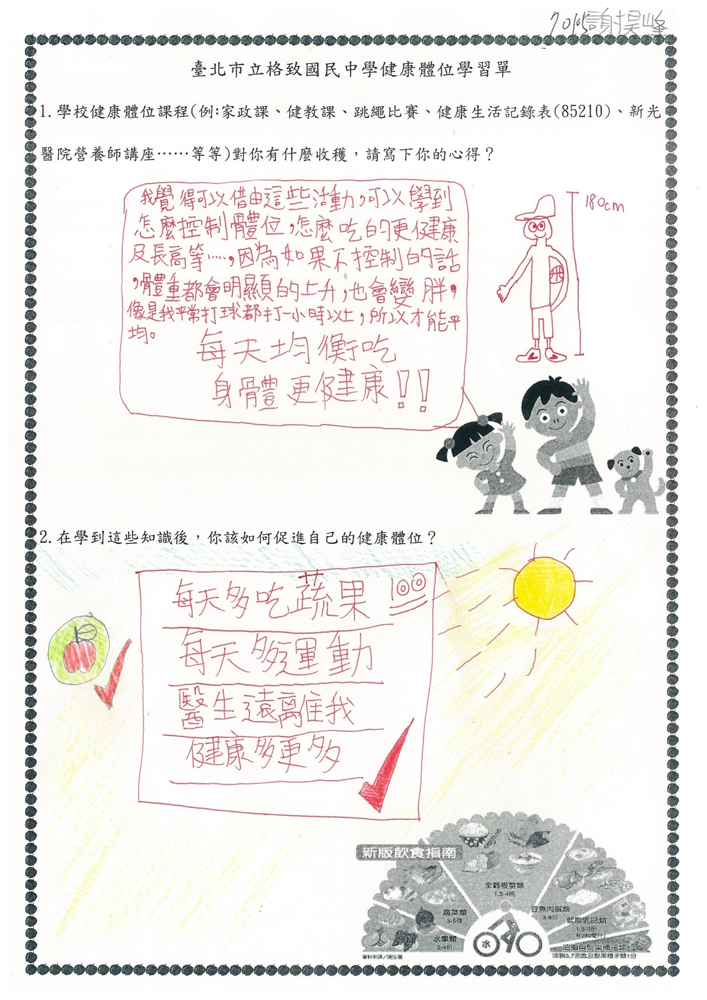 70915謝揖峰
臺北市立格致國民中學健康體位學習單
1.學校健康體位課程(例:家政課、健教課、跳繩比賽、健康生活記錄表(85210)、新光
醫院營養師講座……等等)對你有什麼收穫，請寫下你的心得？
我覺得可以借由這些活動，可以學到
怎麼控制體位，怎麼吃的更健康
及長高等……，因為如果不控制的話
，體重都會明顯的上升，也會變胖，
像是我平常打球都打一小時以上，所以才能平
均。
每天均衡吃
身體更健康!!
180cm
2.在學到這些知識後，你該如何促進自己的健康體位？
每天多吃蔬果
100
每天多運動
醫生遠離我
健康多更多
新版飲食指南
全穀根莖類
1.5-4碗
蔬菜類
3-5碟
豆魚肉蛋類
3-8份
低脂乳品類
水果類
2-4份
水
油脂與堅果種子類
油脂3-7茶匙及堅果種子類1份
資料來源／衛生署